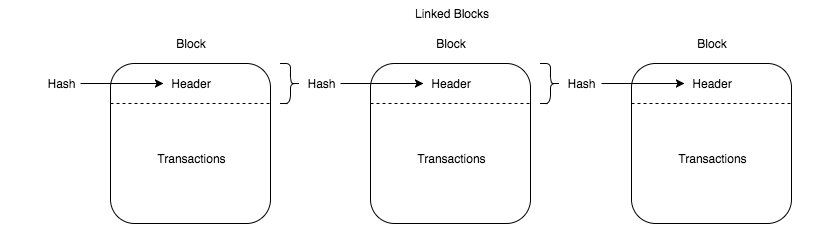 Linked Blocks
Block Block Block
Hash Header Hash Header Hash Header
Transactions Transactions Transactions